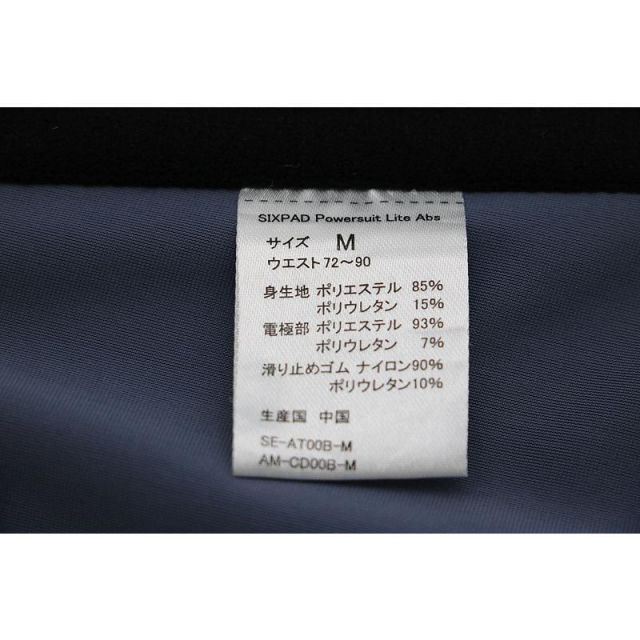 SIXPAD Powersuit Lite Abs
サイズ M
ウエスト72～90
身生地 ポリエステル 85%
ポリウレタン 15%
電極部 ポリエステル 93%
ポリウレタン 7%
滑り止めゴム ナイロン90%
ポリウレタン10%
生産国 中国
SE-AT00B-M
AM-CD00B-M